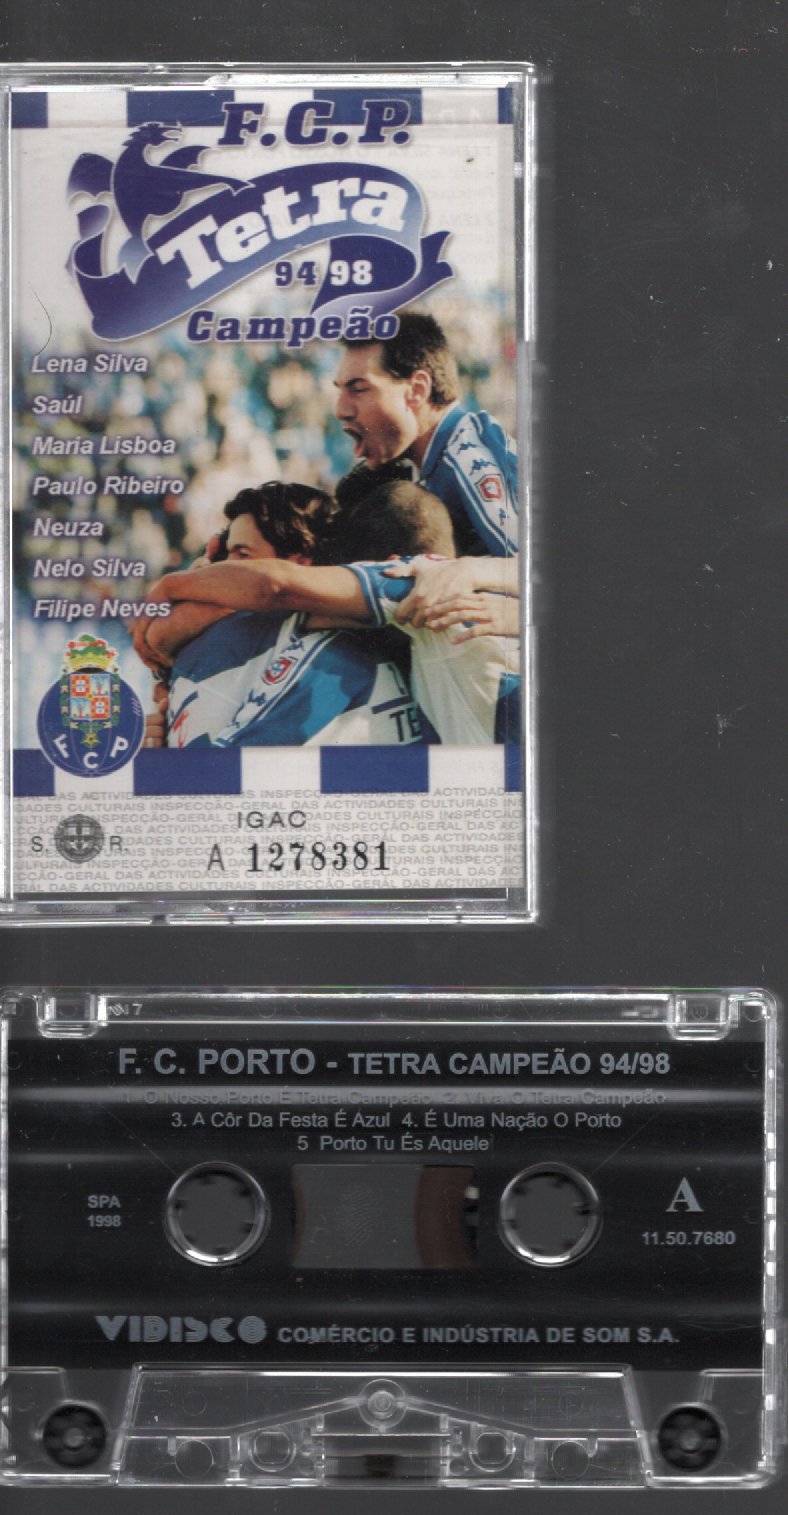 F.C.P.
Tetra
94 98
Campeão
Lena Silva
Saúl
Maria Lisboa
Paulo Ribeiro
Neuza
Nelo Silva
Filipe Neves
FCP
TE
IGAC
S. R.
A 1278381
7
F. C. PORTO - TETRA CAMPEÃO 94/98
1. O Nosso Porto É Tetra Campeão 2. Viva O Tetra Campeão
3. A Côr Da Festa É Azul 4. É Uma Nação O Porto
5 Porto Tu És Aquele
SPA
1998
A
11.50.7680
VIDISCO COMÉRCIO E INDÚSTRIA DE SOM S.A.